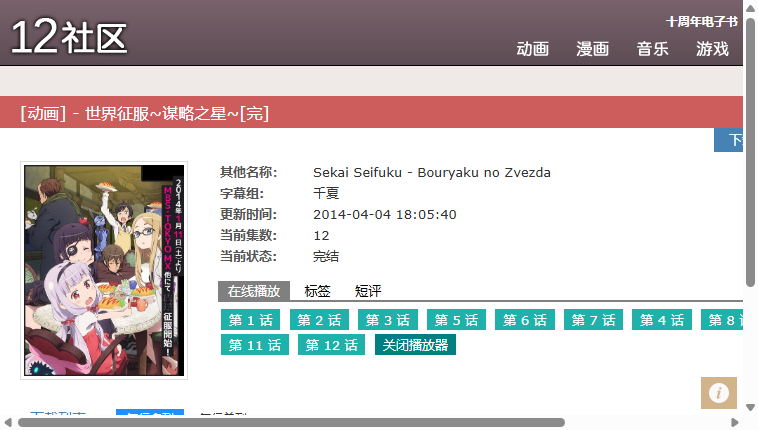 12社区
十周年电子书
动画 漫画 音乐 游戏
[动画] - 世界征服~谋略之星~[完]
其他名称: Sekai Seifuku - Bouryaku no Zvezda
字幕组: 千夏
更新时间: 2014-04-04 18:05:40
当前集数: 12
当前状态: 完结
2014年1月11日(土)より
MBS・TOKYO MX 他にて
征服開始!
在线播放 标签 短评
第 1 话 第 2 话 第 3 话 第 5 话 第 6 话 第 7 话 第 4 话 第 8
第 11 话 第 12 话 关闭播放器